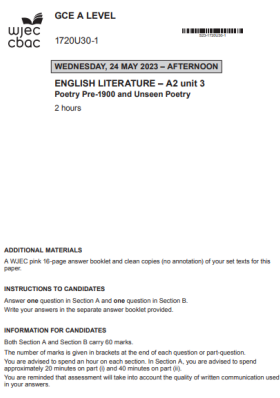 GCE A LEVEL
wjec
cbac
1720U30-1
WEDNESDAY, 24 MAY 2023 – AFTERNOON
ENGLISH LITERATURE – A2 unit 3
Poetry Pre-1900 and Unseen Poetry
2 hours
ADDITIONAL MATERIALS
A WJEC pink 16-page answer booklet and clean copies (no annotation) of your set texts for this
paper.
INSTRUCTIONS TO CANDIDATES
Answer one question in Section A and one question in Section B.
Write your answers in the separate answer booklet provided.
INFORMATION FOR CANDIDATES
Both Section A and Section B carry 60 marks.
The number of marks is given in brackets at the end of each question or part-question.
You are advised to spend an hour on each section. In Section A, you are advised to spend
approximately 20 minutes on part (i) and 40 minutes on part (ii).
You are reminded that assessment will take into account the quality of written communication used
in your answers.